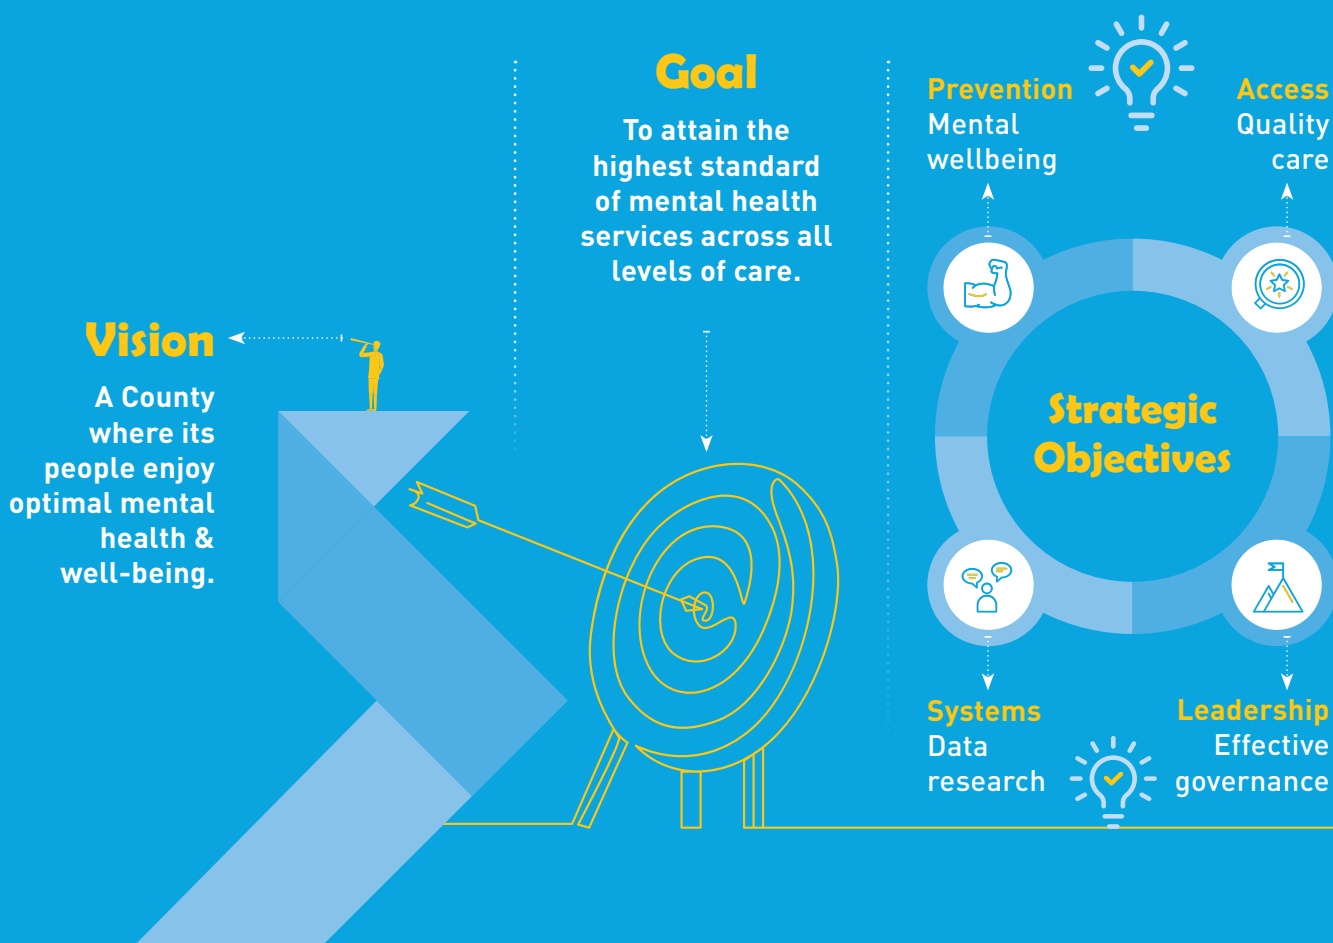 Vision
A County
where its
people enjoy
optimal mental
health &
well-being.
Goal
To attain the
highest standard
of mental health
services across all
levels of care.
Prevention
Mental
wellbeing
Access
Quality
care
Strategic
Objectives
Systems
Data
research
Leadership
Effective
governance